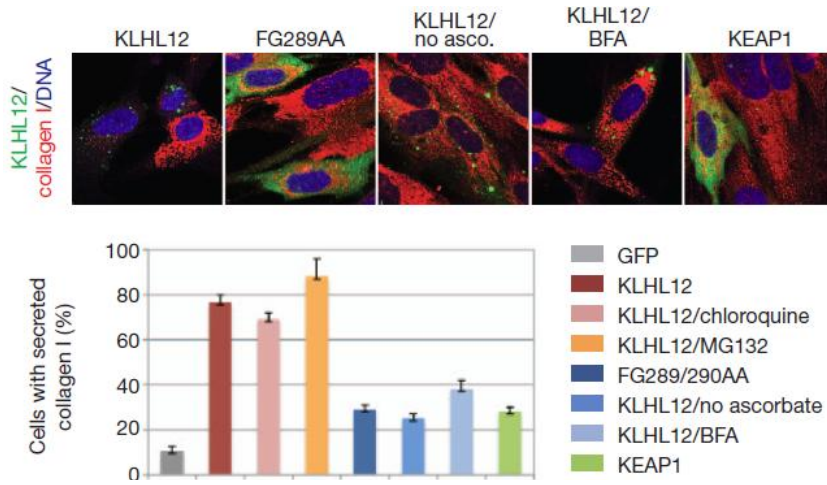 KLHL12
FG289AA
KLHL12/
no asco.
KLHL12/
BFA
KEAP1
KLHL12/
collagen I/DNA
100
80
60
40
20
0
Cells with secreted
collagen I (%)
GFP
KLHL12
KLHL12/chloroquine
KLHL12/MG132
FG289/290AA
KLHL12/no ascorbate
KLHL12/BFA
KEAP1